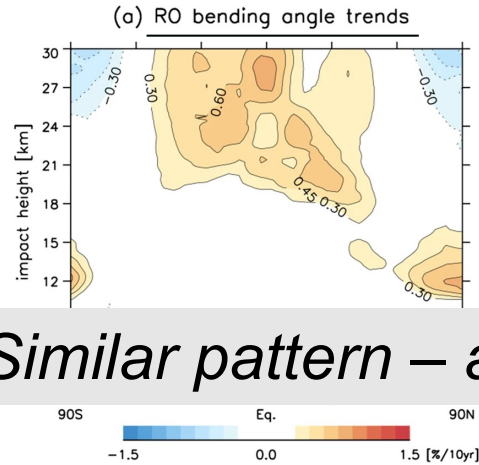 (a) RO bending angle trends
impact height [km]
30
27
24
21
18
15
12
-0.30
0.30
0.60
0.45
0.30
-0.30
0.30
Similar pattern –
90S Eq. 90N
-1.5 0.0 1.5 [%/10yr]